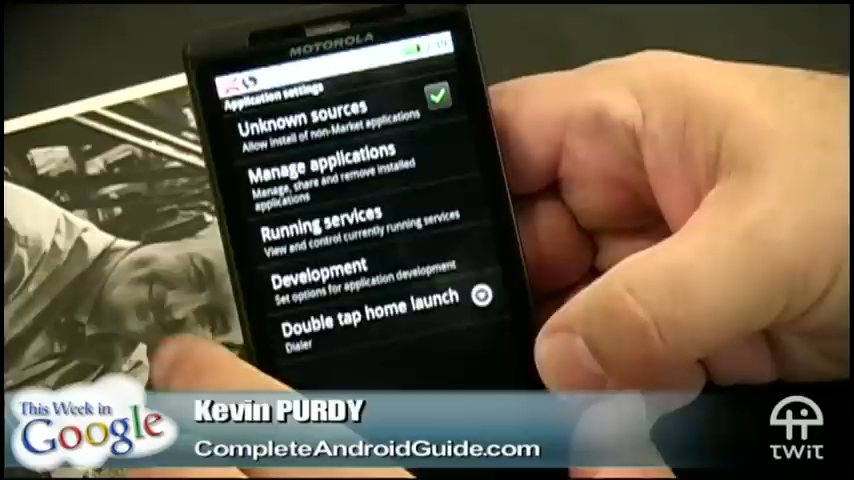 MOTOROLA
Application settings
Unknown sources
Allow install of non-Market applications
Manage applications
Manage, share and remove installed
applications
Running services
View and control currently running services
Development
Set options for application development
Double tap home launch
Dialer
This Week in
Google
Kevin PURDY
CompleteAndroidGuide.com
TWiT